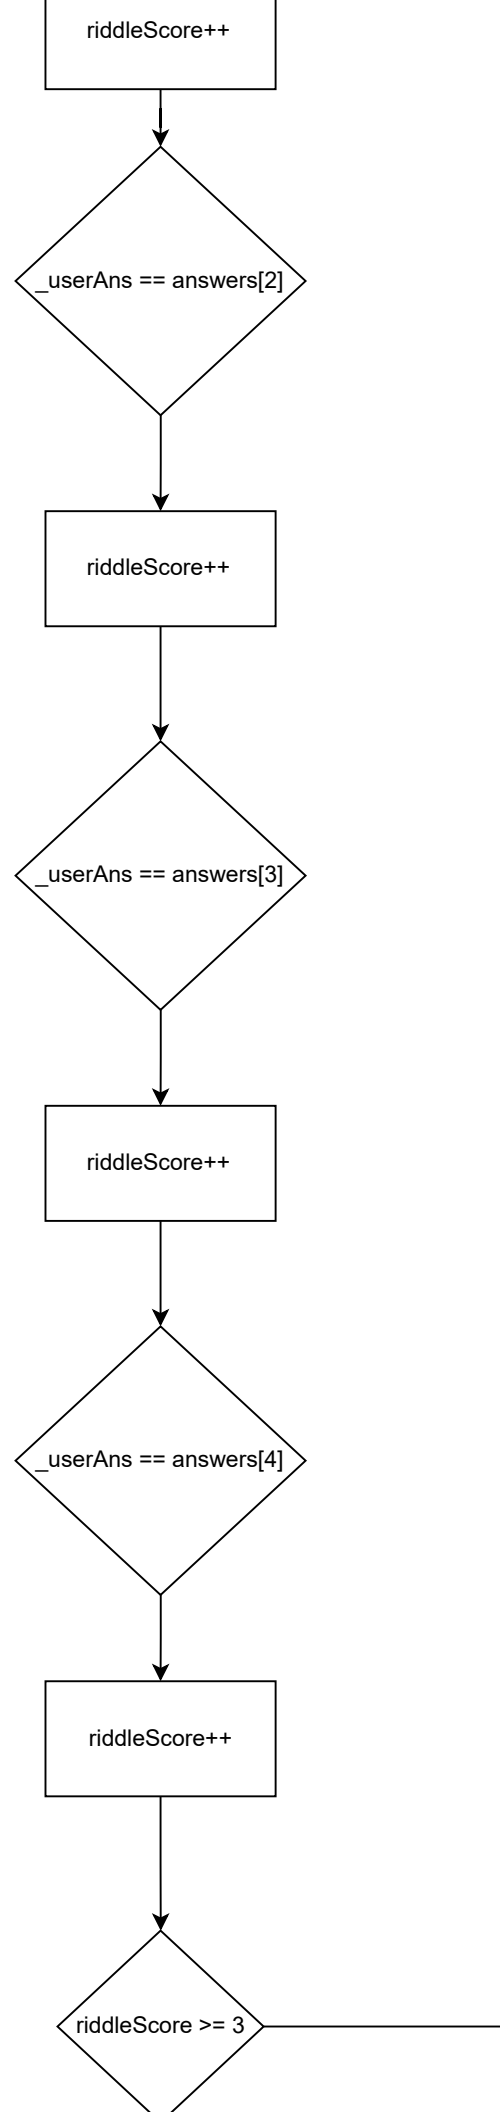 riddleScore++
_userAns == answers[2]
riddleScore++
_userAns == answers[3]
riddleScore++
_userAns == answers[4]
riddleScore++
riddleScore >= 3